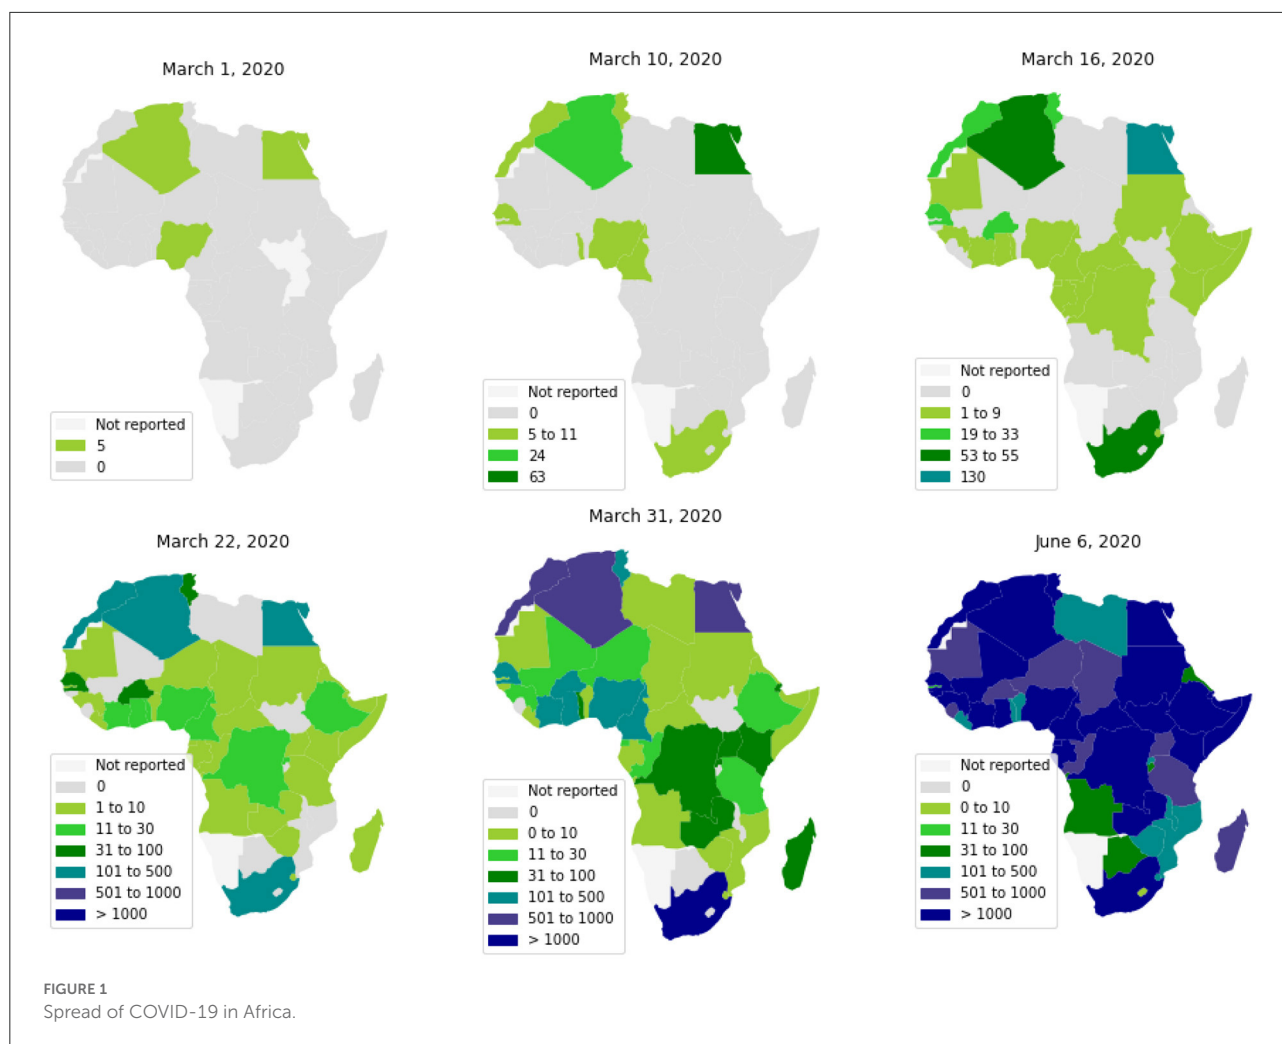 March 1, 2020
Not reported
5
0
March 10, 2020
Not reported
0
5 to 11
24
63
March 16, 2020
Not reported
0
1 to 9
19 to 33
53 to 55
130
March 22, 2020
Not reported
0
1 to 10
11 to 30
31 to 100
101 to 500
501 to 1000
> 1000
March 31, 2020
Not reported
0
0 to 10
11 to 30
31 to 100
101 to 500
501 to 1000
> 1000
June 6, 2020
Not reported
0
0 to 10
11 to 30
31 to 100
101 to 500
501 to 1000
> 1000
FIGURE 1
Spread of COVID-19 in Africa.